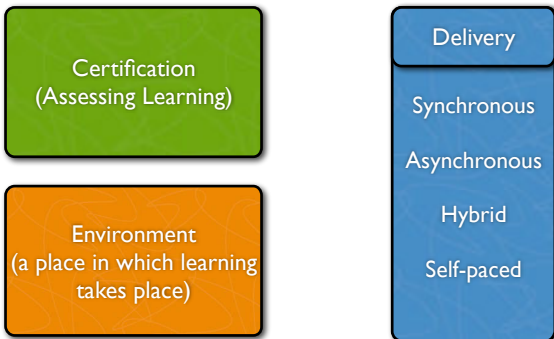 Certification
(Assessing Learning)
Environment
(a place in which learning
takes place)
Delivery
Synchronous
Asynchronous
Hybrid
Self-paced